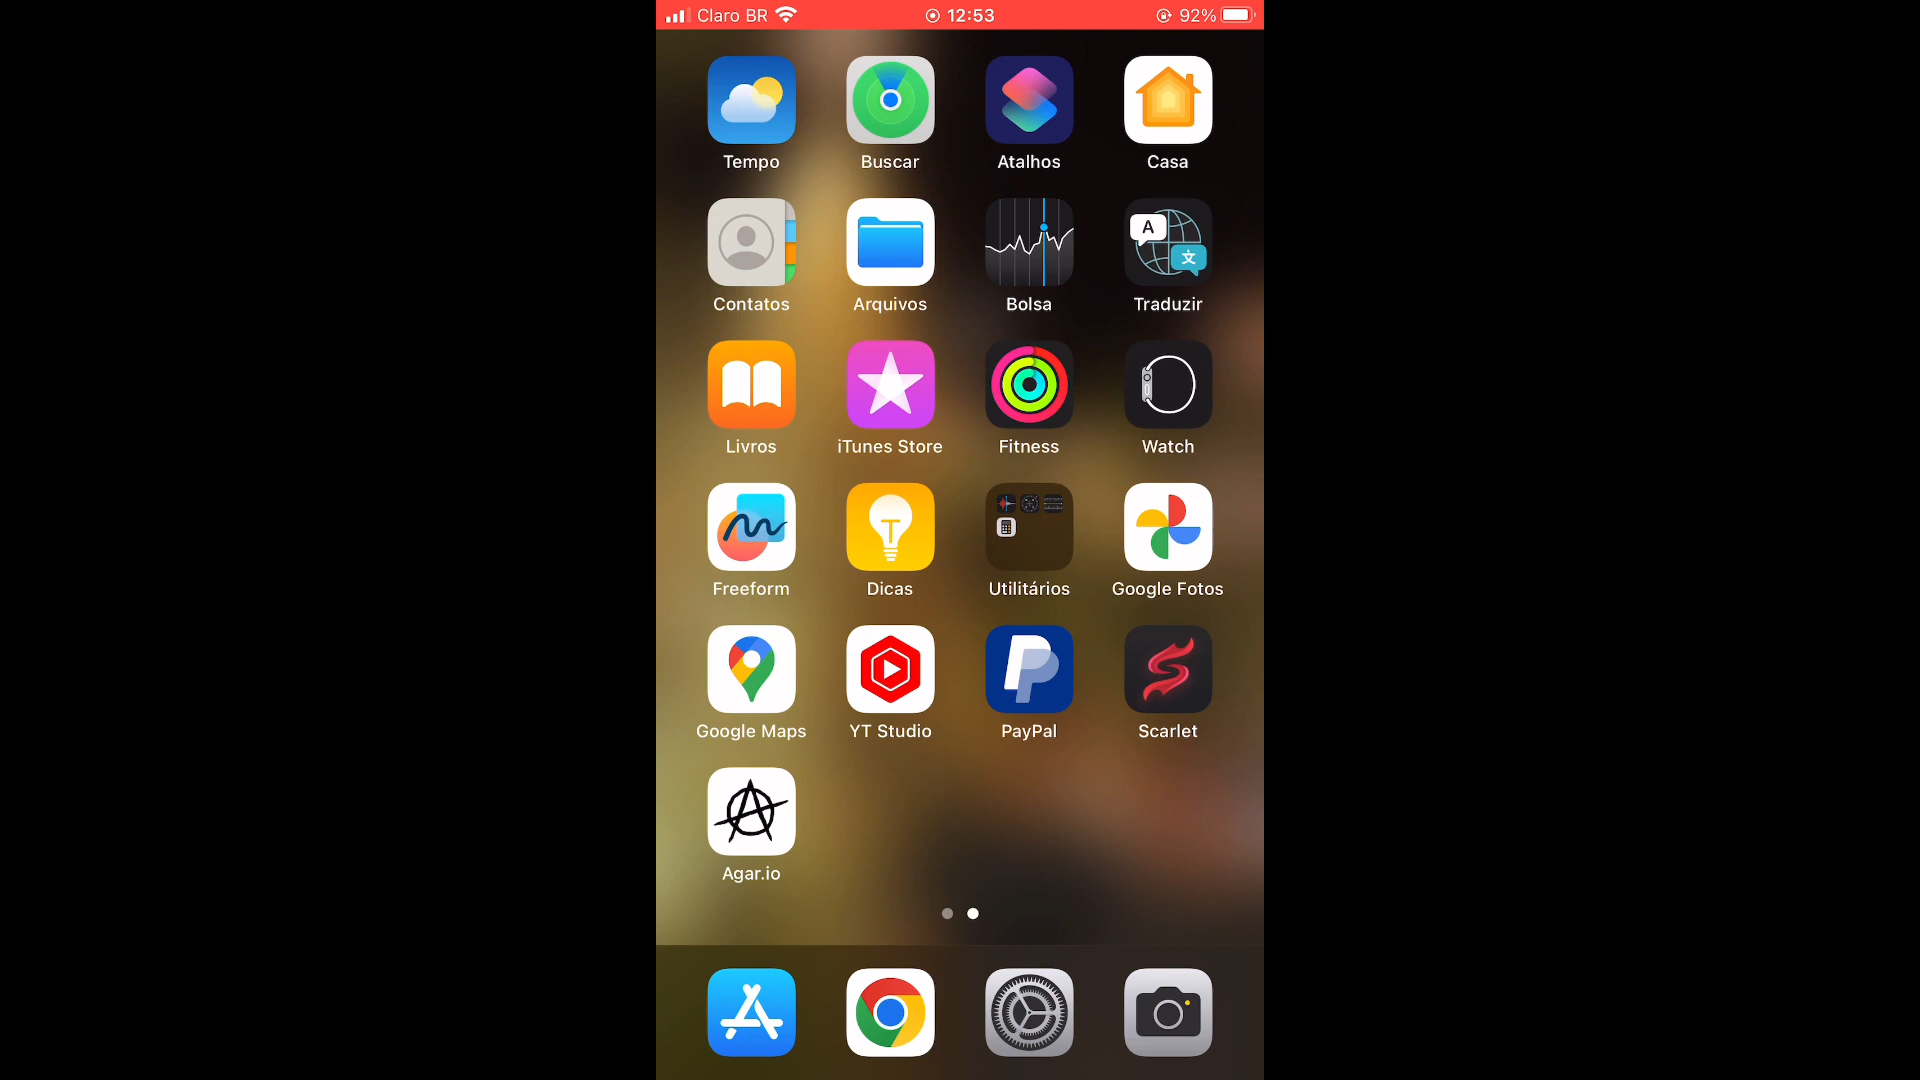 Claro BR 12:53 92%
Tempo Buscar Atalhos Casa
A 文
Contatos Arquivos Bolsa Traduzir
Livros iTunes Store Fitness Watch
Freeform Dicas Utilitários Google Fotos
Google Maps YT Studio PayPal Scarlet
Agar.io